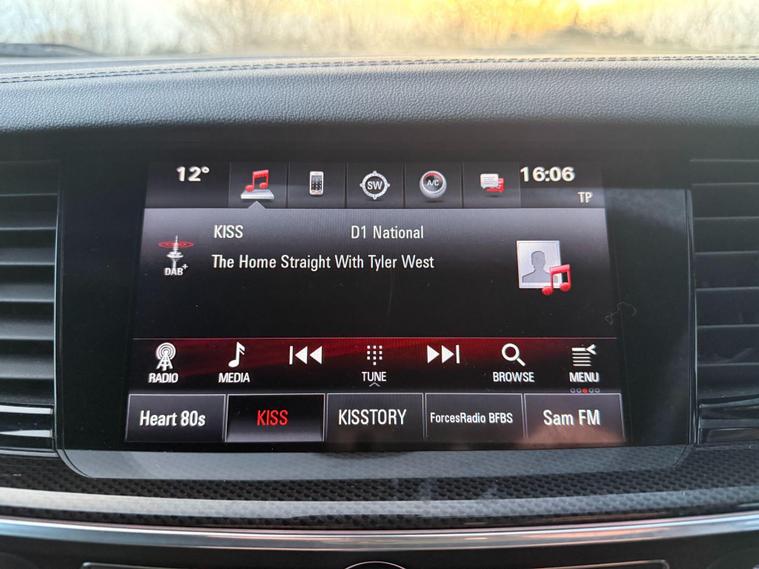 12° SW A/C 16:06
TP
KISS D1 National
The Home Straight With Tyler West
DAB+
RADIO MEDIA TUNE BROWSE MENU
Heart 80s KISS KISSTORY ForcesRadio BFBS Sam FM